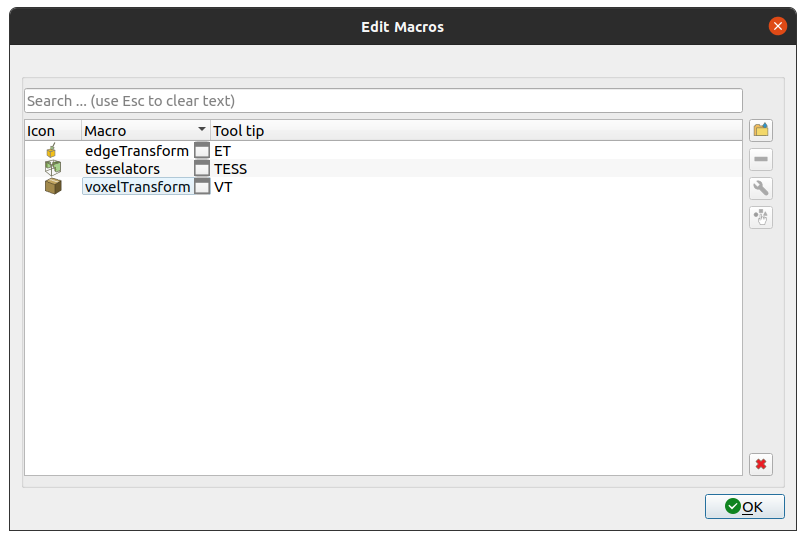 Edit Macros
Search ... (use Esc to clear text)
Icon Macro Tool tip
edgeTransform ET
tesselators TESS
voxelTransform VT
OK